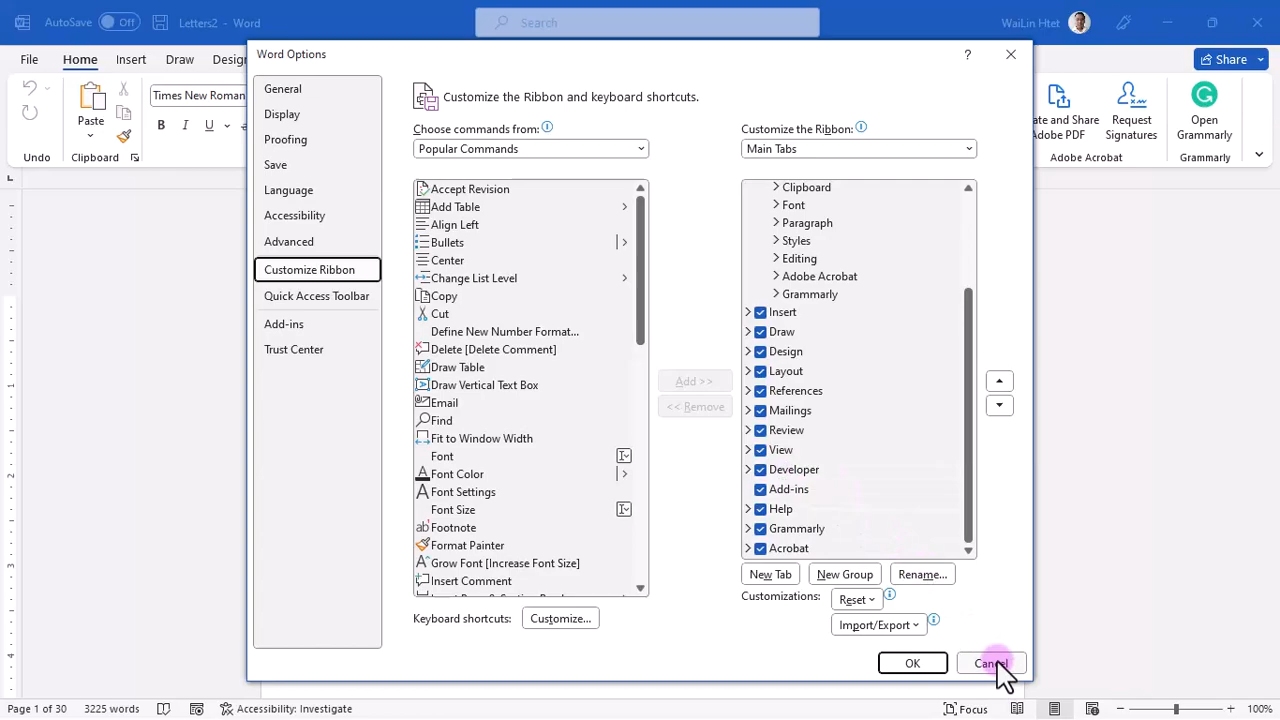 AutoSave Off Letters2 - Word Search WaiLin Htet
Word Options
File Home Insert Draw Desig Share
Paste
Undo Clipboard
Times New Roman
B I U
General
Display
Proofing
Save
Language
Accessibility
Advanced
Customize Ribbon
Quick Access Toolbar
Add-ins
Trust Center
Customize the Ribbon and keyboard shortcuts.
Choose commands from:
Popular Commands
Accept Revision
Add Table
Align Left
Bullets
Center
Change List Level
Copy
Cut
Define New Number Format...
Delete [Delete Comment]
Draw Table
Draw Vertical Text Box
Email
Find
Fit to Window Width
Font
Font Color
Font Settings
Font Size
Footnote
Format Painter
Grow Font [Increase Font Size]
Insert Comment
Keyboard shortcuts: Customize...
Add >>
<< Remove
Customize the Ribbon:
Main Tabs
Clipboard
Font
Paragraph
Styles
Editing
Adobe Acrobat
Grammarly
Insert
Draw
Design
Layout
References
Mailings
Review
View
Developer
Add-ins
Help
Grammarly
Acrobat
New Tab New Group Rename...
Customizations: Reset
Import/Export
OK Cancel
ate and Share
Adobe PDF
Request
Signatures
Adobe Acrobat
Open
Grammarly
Grammarly
1
2
3
4
Page 1 of 30 3225 words Accessibility: Investigate Focus 100%